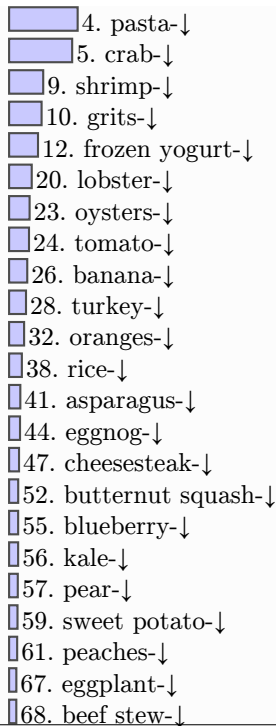 4. pasta-↓
5. crab-↓
9. shrimp-↓
10. grits-↓
12. frozen yogurt-↓
20. lobster-↓
23. oysters-↓
24. tomato-↓
26. banana-↓
28. turkey-↓
32. oranges-↓
38. rice-↓
41. asparagus-↓
44. eggnog-↓
47. cheesesteak-↓
52. butternut squash-↓
55. blueberry-↓
56. kale-↓
57. pear-↓
59. sweet potato-↓
61. peaches-↓
67. eggplant-↓
68. beef stew-↓